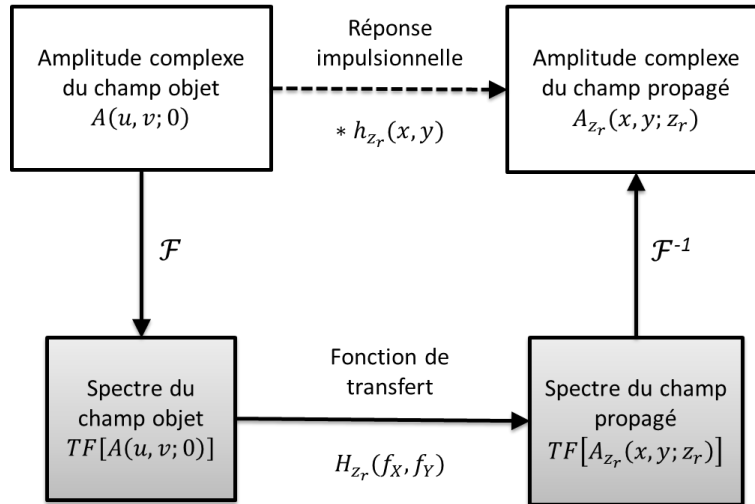 Amplitude complexe
du champ objet
A(u, v; 0)
Réponse
impulsionnelle
∗ h_{z_r}(x, y)
Amplitude complexe
du champ propagé
A_{z_r}(x, y; z_r)
ℱ
ℱ⁻¹
Spectre du
champ objet
TF[A(u, v; 0)]
Fonction de
transfert
H_{z_r}(f_X, f_Y)
Spectre du champ
propagé
TF[A_{z_r}(x, y; z_r)]